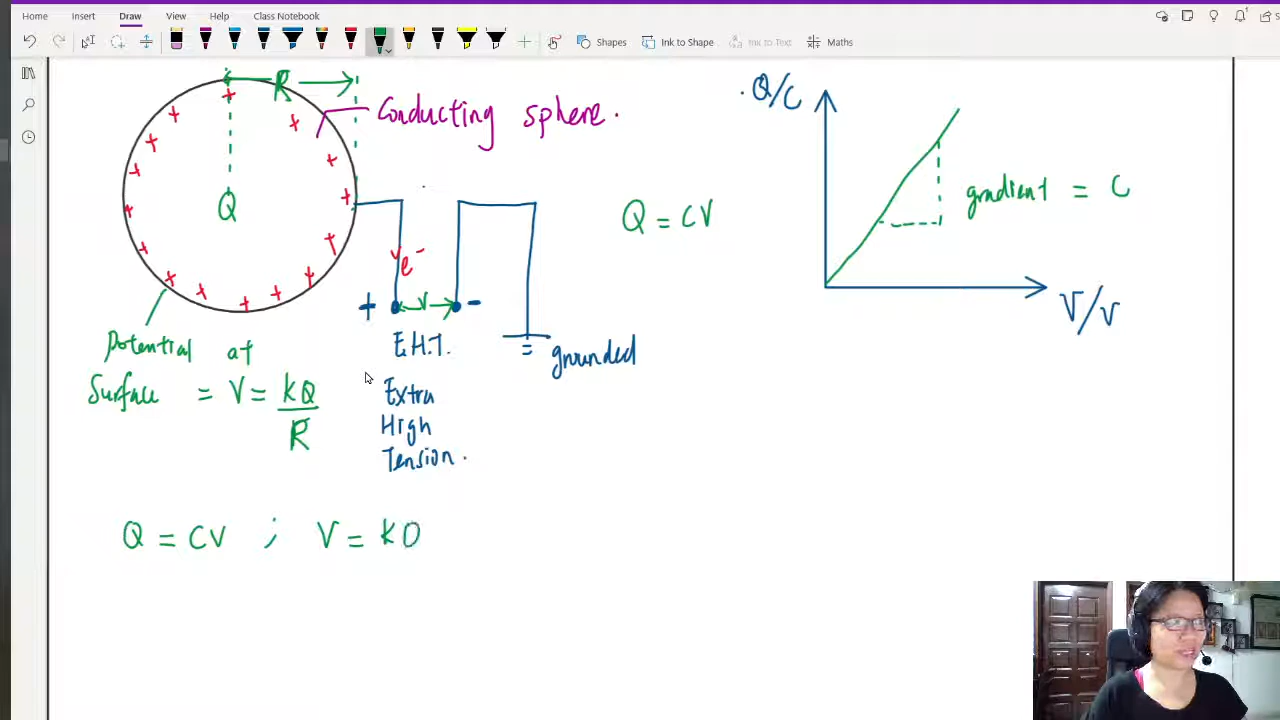 Home Insert Draw View Help Class Notebook
Shapes Ink to Shape Ink to Text Maths
R
Conducting sphere.
Q
e⁻
+ V -
E.H.T.
Extra
High
Tension.
grounded
Potential at
Surface = V = kQ/R
Q = CV
Q/C
gradient = C
V/V
Q = CV ; V = kO